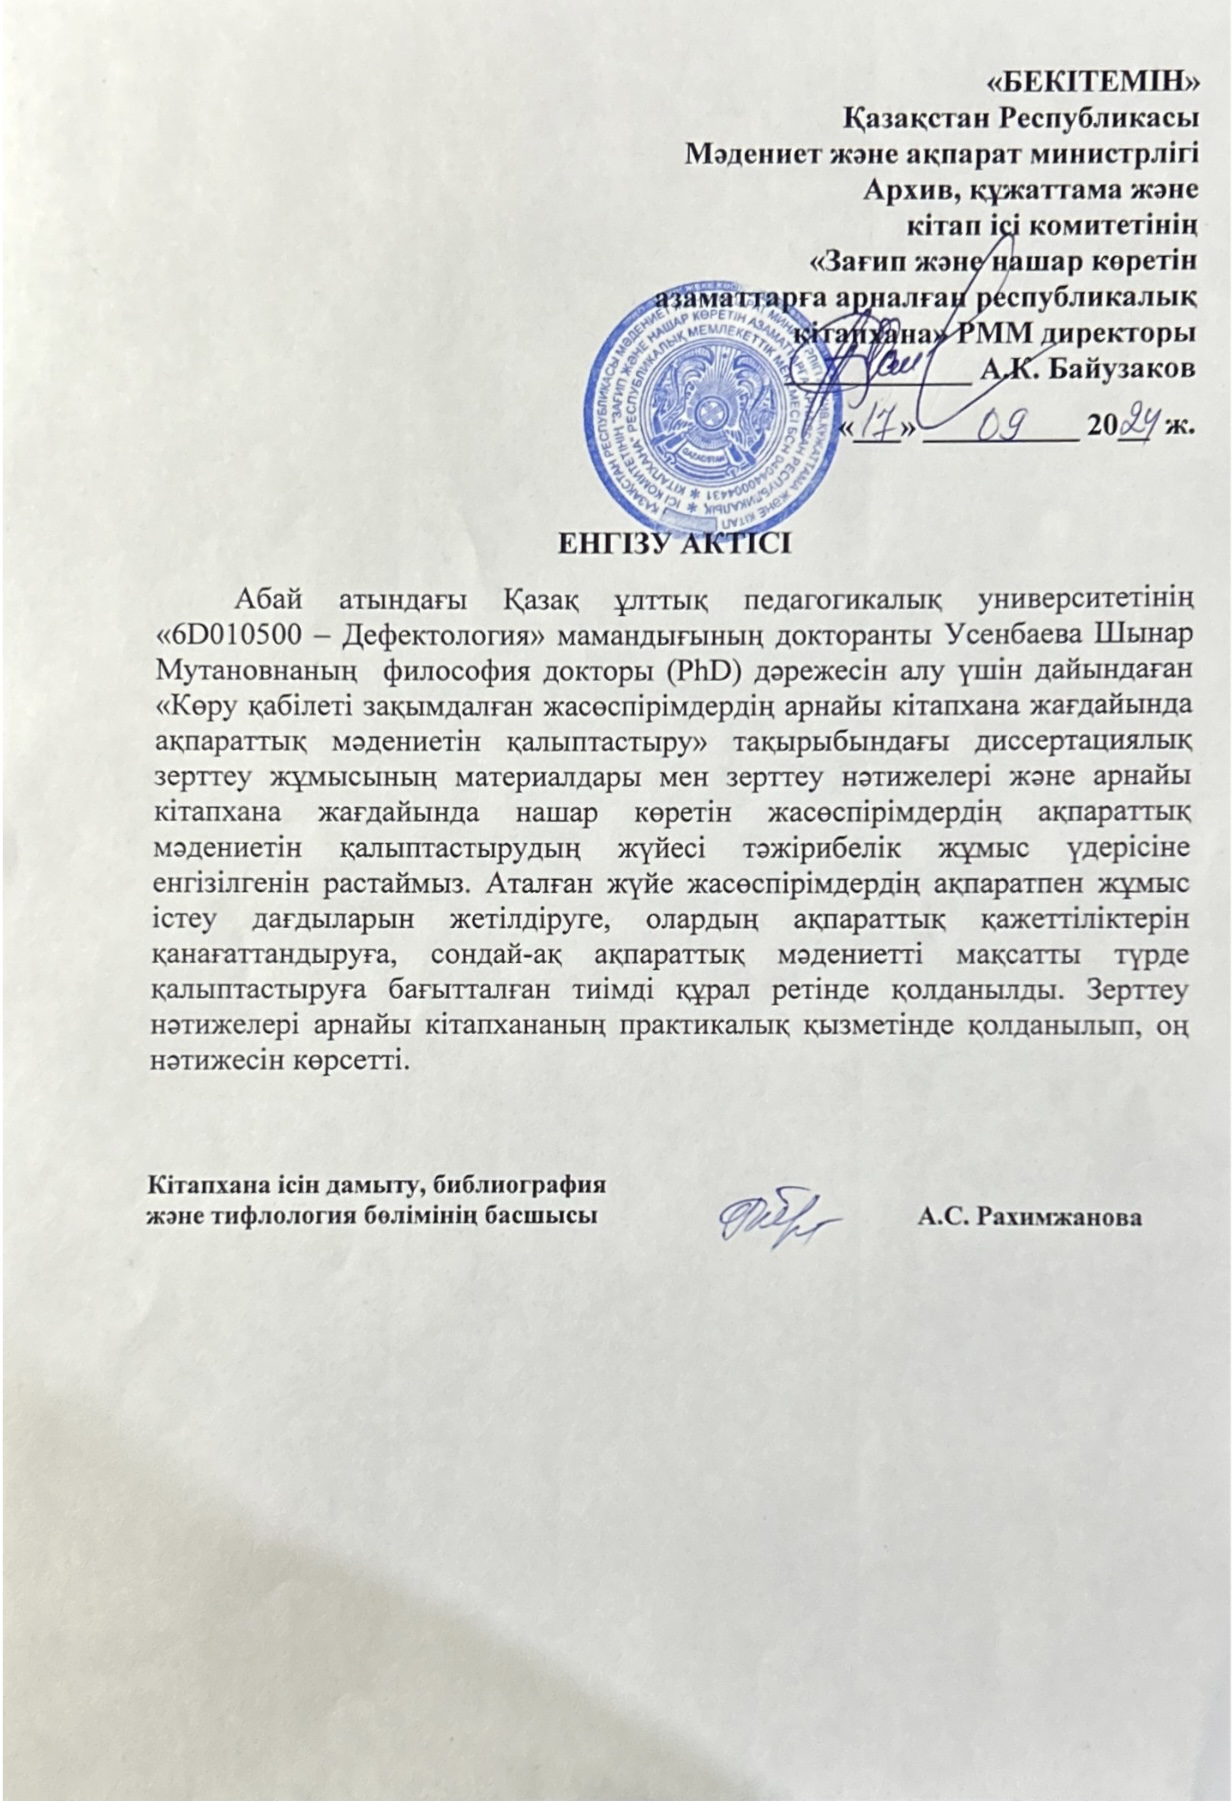 «БЕКІТЕМІН»
Қазақстан Республикасы
Мәдениет және ақпарат министрлігі
Архив, құжаттама және
кітап ісі комитетінің
«Зағип және нашар көретін
азаматтарға арналған республикалық
кітапхана» РММ директоры
____________ А.К. Байузаков
«17» 09 2024 ж.
QAZAQSTAN
ЕНГІЗУ АКТІСІ
Абай атындағы Қазақ ұлттық педагогикалық университетінің
«6D010500 – Дефектология» мамандығының докторанты Усенбаева Шынар
Мутановнаның философия докторы (PhD) дәрежесін алу үшін дайындаған
«Көру қабілеті зақымдалған жасөспірімдердің арнайы кітапхана жағдайында
ақпараттық мәдениетін қалыптастыру» тақырыбындағы диссертациялық
зерттеу жұмысының материалдары мен зерттеу нәтижелері және арнайы
кітапхана жағдайында нашар көретін жасөспірімдердің ақпараттық
мәдениетін қалыптастырудың жүйесі тәжірибелік жұмыс үдерісіне
енгізілгенін растаймыз. Аталған жүйе жасөспірімдердің ақпаратпен жұмыс
істеу дағдыларын жетілдіруге, олардың ақпараттық қажеттіліктерін
қанағаттандыруға, сондай-ақ ақпараттық мәдениетті мақсатты түрде
қалыптастыруға бағытталған тиімді құрал ретінде қолданылды. Зерттеу
нәтижелері арнайы кітапхананың практикалық қызметінде қолданылып, оң
нәтижесін көрсетті.
Кітапхана ісін дамыту, библиография
және тифлология бөлімінің басшысы А.С. Рахимжанова